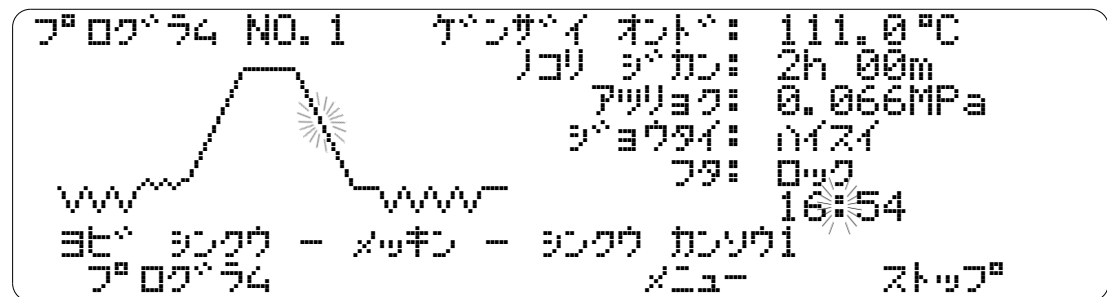 プログラム NO.1 ゲンザイ オンド: 111.0℃
ノコリ ジカン: 2h 00m
アツリョク: 0.066MPa
ジョウタイ: ハイスイ
フタ: ロック
16:54
ヨビ シンクウ - メッキン - シンクウ カンソウ1
プログラム メニュー ストップ